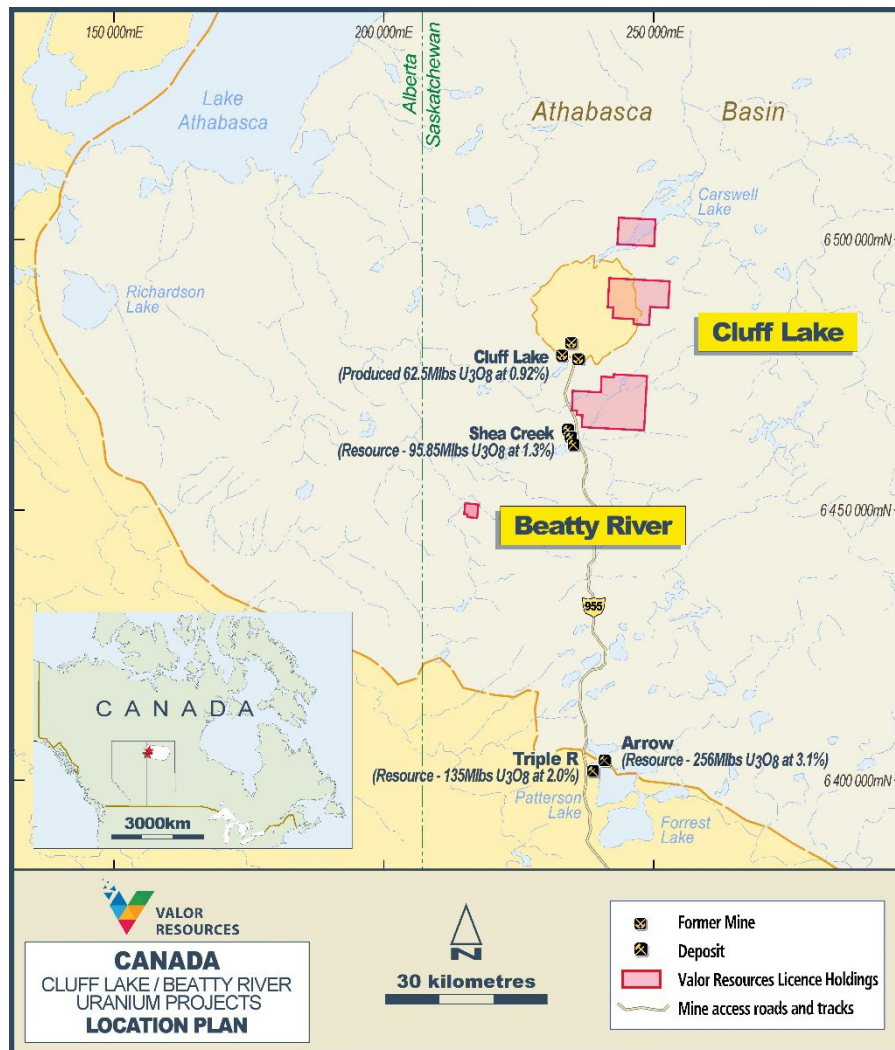 150 000mE
200 000mE
250 000mE
Lake
Athabasca
Alberta
Saskatchewan
Athabasca Basin
Carswell
Lake
6 500 000mN
Richardson
Lake
Cluff Lake
Cluff Lake
(Produced 62.5Mlbs U3O8 at 0.92%)
Shea Creek
(Resource - 95.85Mlbs U3O8 at 1.3%)
Beatty River
6 450 000mN
955
CANADA
3000km
Arrow
(Resource - 256Mlbs U3O8 at 3.1%)
Triple R
(Resource - 135Mlbs U3O8 at 2.0%)
6 400 000mN
Patterson
Lake
Forrest
Lake
VALOR
RESOURCES
CANADA
CLUFF LAKE / BEATTY RIVER
URANIUM PROJECTS
LOCATION PLAN
N
30 kilometres
Former Mine
Deposit
Valor Resources Licence Holdings
Mine access roads and tracks